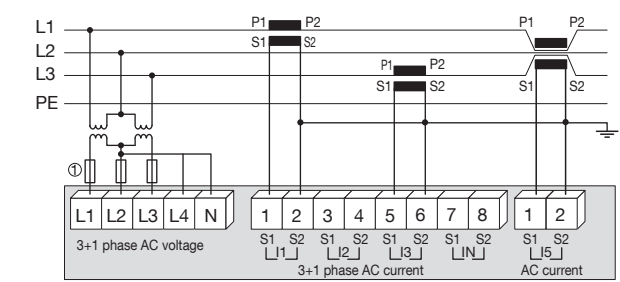 P1 P2 P1 P2
L1
S1 S2
L2
P1 P2
L3
S1 S2 S1 S2
PE
①
L1 L2 L3 L4 N 1 2 3 4 5 6 7 8 1 2
S1 S2 S1 S2 S1 S2 S1 S2 S1 S2
3+1 phase AC voltage I1 I2 I3 IN I5
3+1 phase AC current AC current